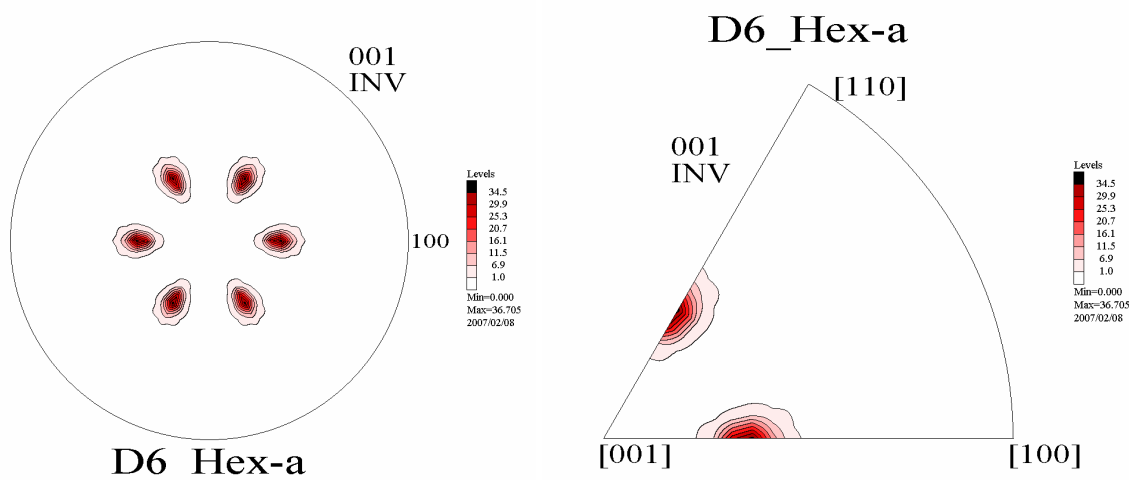 001
INV
100
Levels
34.5
29.9
25.3
20.7
16.1
11.5
6.9
1.0
Min=0.000
Max=36.705
2007/02/08
D6 Hex-a
D6_Hex-a
[110]
001
INV
Levels
34.5
29.9
25.3
20.7
16.1
11.5
6.9
1.0
Min=0.000
Max=36.705
2007/02/08
[001]
[100]